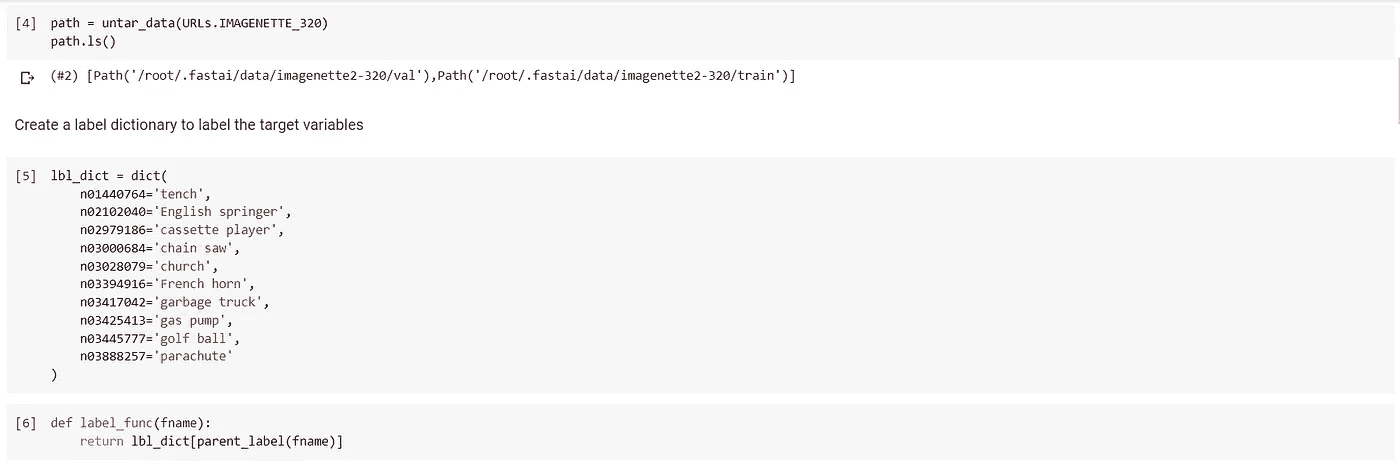 [4] path = untar_data(URLs.IMAGENETTE_320)
path.ls()
(#2) [Path('/root/.fastai/data/imagenette2-320/val'),Path('/root/.fastai/data/imagenette2-320/train')]
Create a label dictionary to label the target variables
[5] lbl_dict = dict(
n01440764='tench',
n02102040='English springer',
n02979186='cassette player',
n03000684='chain saw',
n03028079='church',
n03394916='French horn',
n03417042='garbage truck',
n03425413='gas pump',
n03445777='golf ball',
n03888257='parachute'
)
[6] def label_func(fname):
return lbl_dict[parent_label(fname)]